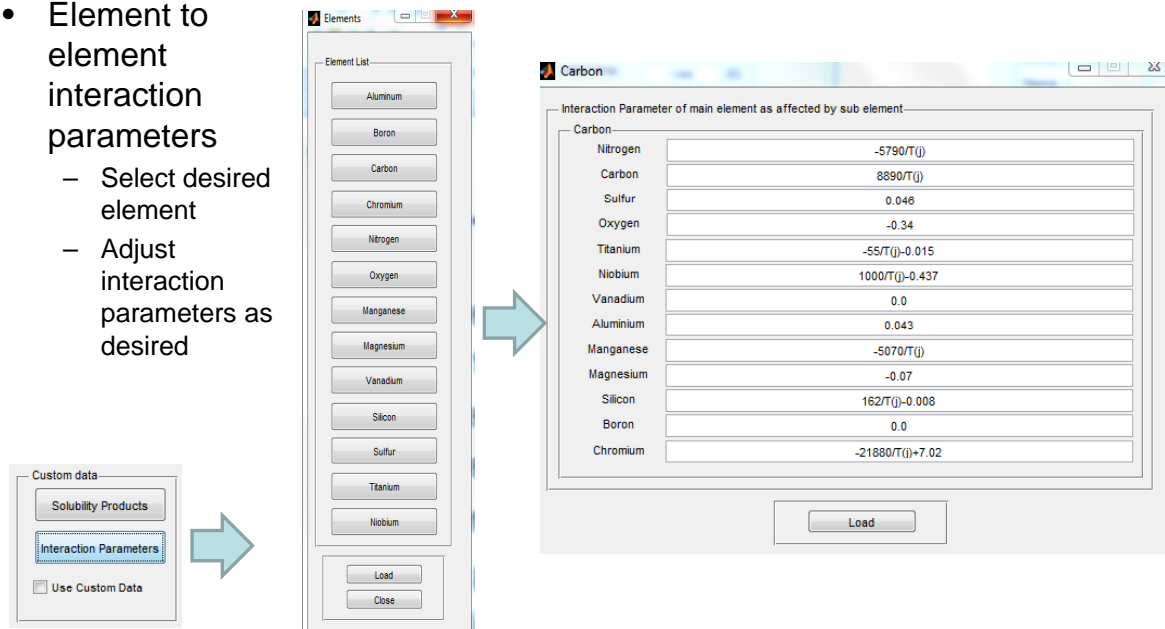 • Element to
element
interaction
parameters
– Select desired
element
– Adjust
interaction
parameters as
desired
Custom data
Solubility Products
Interaction Parameters
Use Custom Data
Elements
Element List
Aluminum
Boron
Carbon
Chromium
Nitrogen
Oxygen
Manganese
Magnesium
Vanadium
Silicon
Sulfur
Titanium
Niobium
Load
Close
Carbon
Interaction Parameter of main element as affected by sub element
Carbon
Nitrogen -5790/T(j)
Carbon 8890/T(j)
Sulfur 0.046
Oxygen -0.34
Titanium -55/T(j)-0.015
Niobium 1000/T(j)-0.437
Vanadium 0.0
Aluminium 0.043
Manganese -5070/T(j)
Magnesium -0.07
Silicon 162/T(j)-0.008
Boron 0.0
Chromium -21880/T(j)+7.02
Load